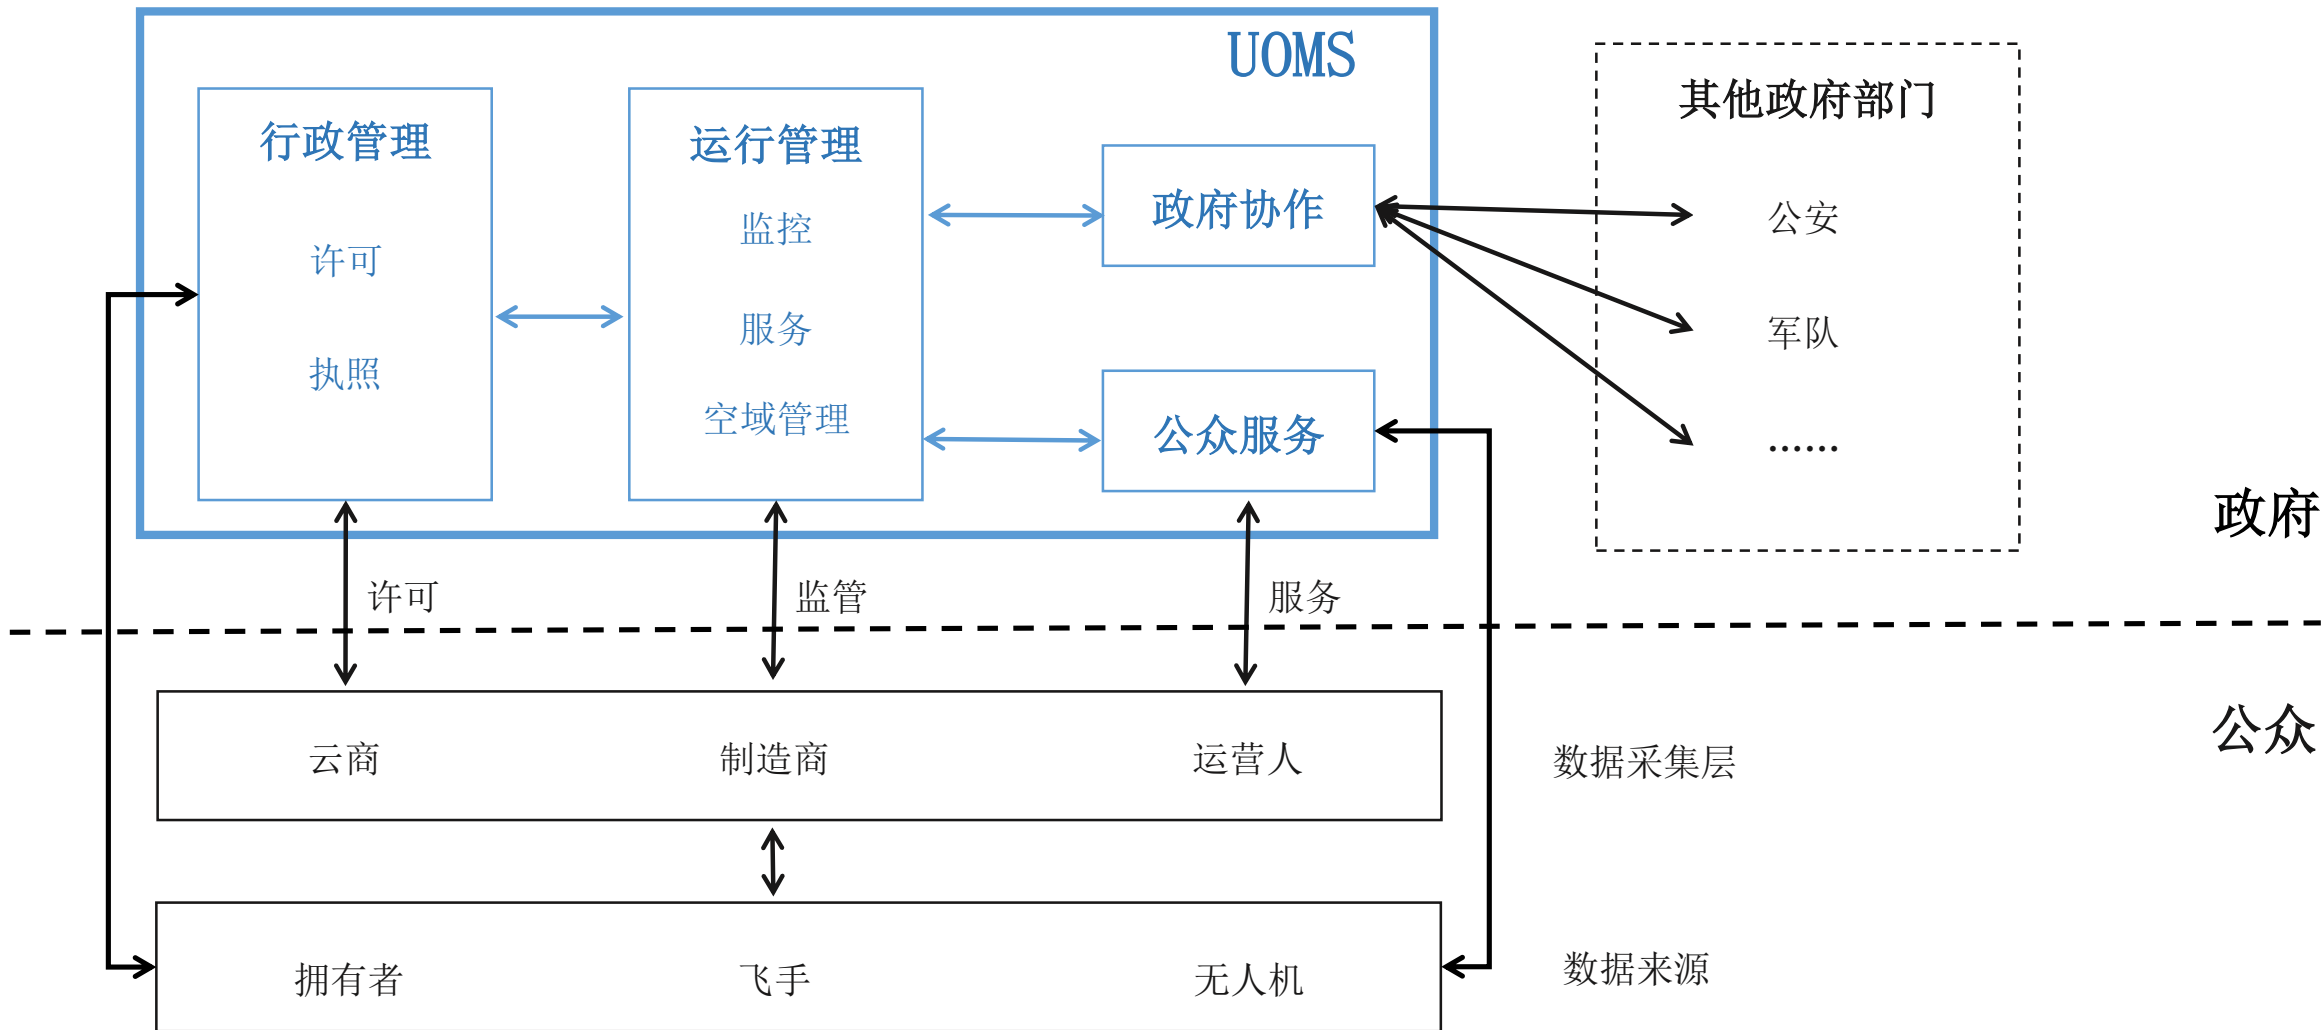 UOMS
行政管理
许可
执照
运行管理
监控
服务
空域管理
政府协作
公众服务
其他政府部门
公安
军队
……
政府
许可
监管
服务
公众
云商
制造商
运营人
数据采集层
拥有者
飞手
无人机
数据来源